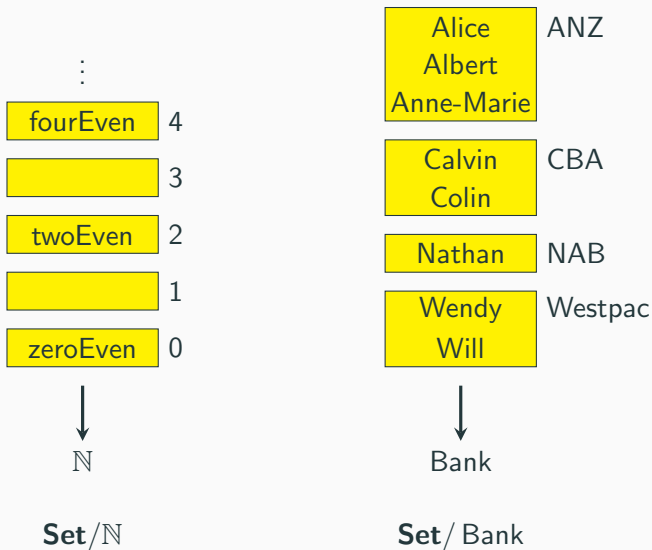 ⋮
fourEven 4
3
twoEven 2
1
zeroEven 0
ℕ
Set/ℕ
Alice ANZ
Albert
Anne-Marie
Calvin CBA
Colin
Nathan NAB
Wendy Westpac
Will
Bank
Set/ Bank